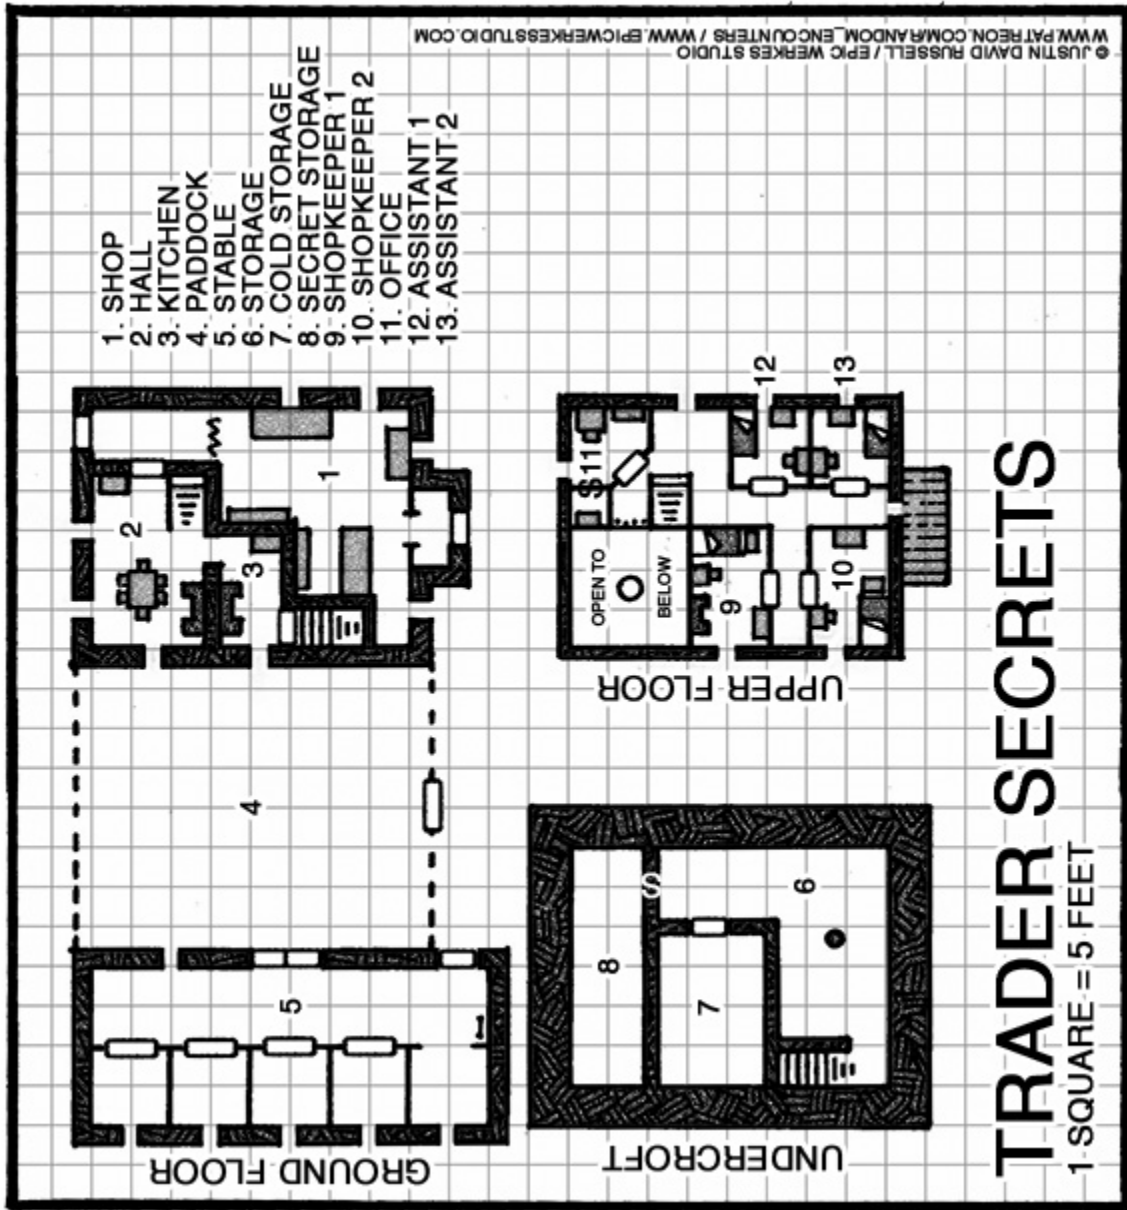 © JUSTIN DAVID RUSSELL / EPIC WERKES STUDIO
WWW.PATREON.COM/RANDOM_ENCOUNTERS / WWW.EPICWERKESSTUDIO.COM
1. SHOP
2. HALL
3. KITCHEN
4. PADDOCK
5. STABLE
6. STORAGE
7. COLD STORAGE
8. SECRET STORAGE
9. SHOPKEEPER 1
10. SHOPKEEPER 2
11. OFFICE
12. ASSISTANT 1
13. ASSISTANT 2
GROUND FLOOR
1
2
3
4
5
UNDERCROFT
6
7
8
S
UPPER FLOOR
OPEN TO
BELOW
9
10
S
11
12
13
TRADER SECRETS
1 SQUARE = 5 FEET